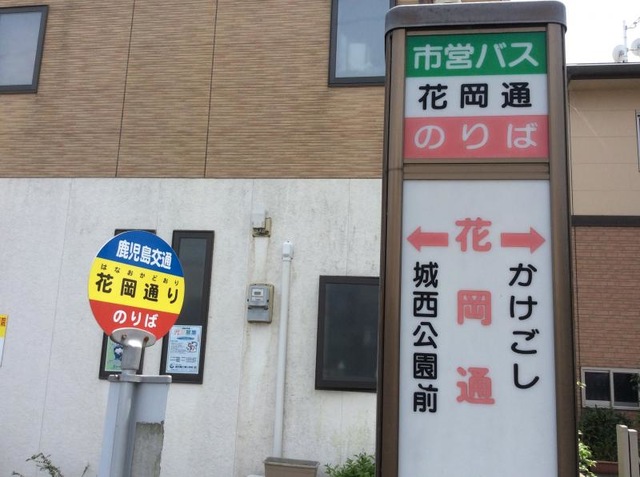 鹿児島交通
はなおかどおり
花岡通り
のりば
市営バス
花岡通
のりば
花岡通
城西公園前
かけごし